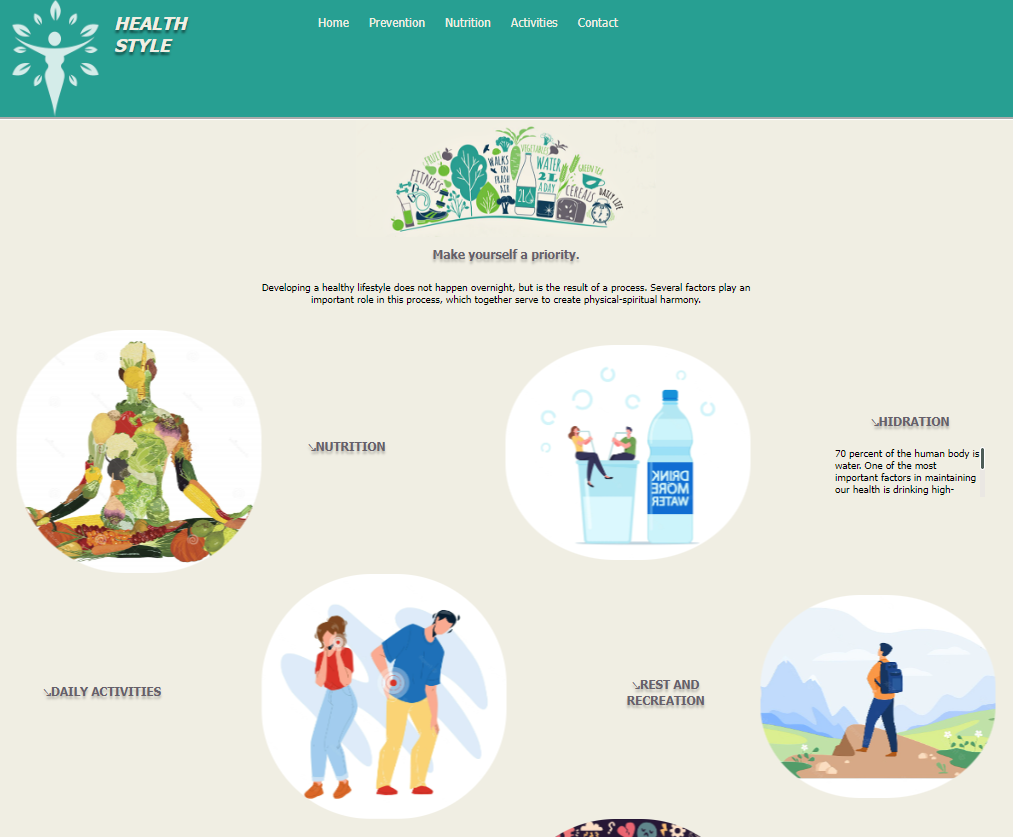 HEALTH
STYLE
Home Prevention Nutrition Activities Contact
FRUIT
FITNESS
WALKS
ON
FRASH
AIR
VEGETABLES
WATER
2L
A DAY
2L
GREEN TEA
CEREALS
DAILY LIFE
Make yourself a priority.
Developing a healthy lifestyle does not happen overnight, but is the result of a process. Several factors play an
important role in this process, which together serve to create physical-spiritual harmony.
NUTRITION
DRINK
MORE
WATER
HIDRATION
70 percent of the human body is
water. One of the most
important factors in maintaining
our health is drinking high-
DAILY ACTIVITIES
REST AND
RECREATION